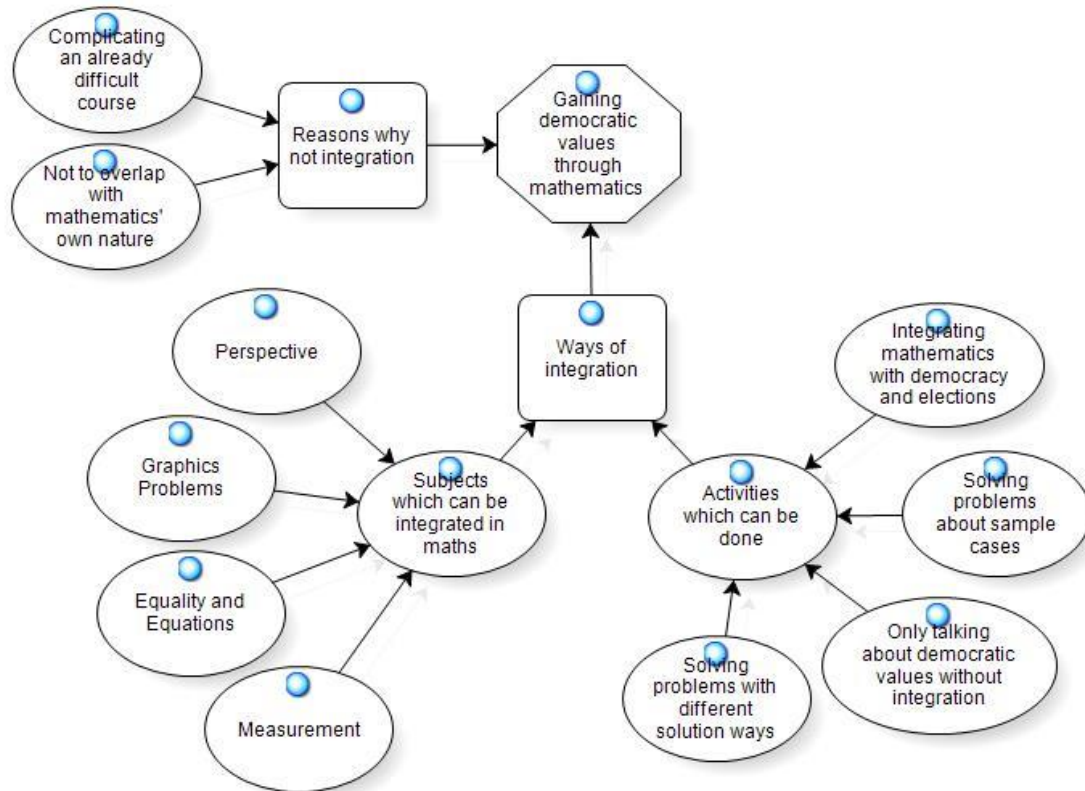 Complicating
an already
difficult
course
Reasons why
not integration
Gaining
democratic
values
through
mathematics
Not to overlap
with
mathematics'
own nature
Ways of
integration
Perspective
Graphics
Problems
Equality and
Equations
Measurement
Subjects
which can be
integrated in
maths
Activities
which can be
done
Integrating
mathematics
with democracy
and elections
Solving
problems
about sample
cases
Only talking
about democratic
values without
integration
Solving
problems with
different
solution ways